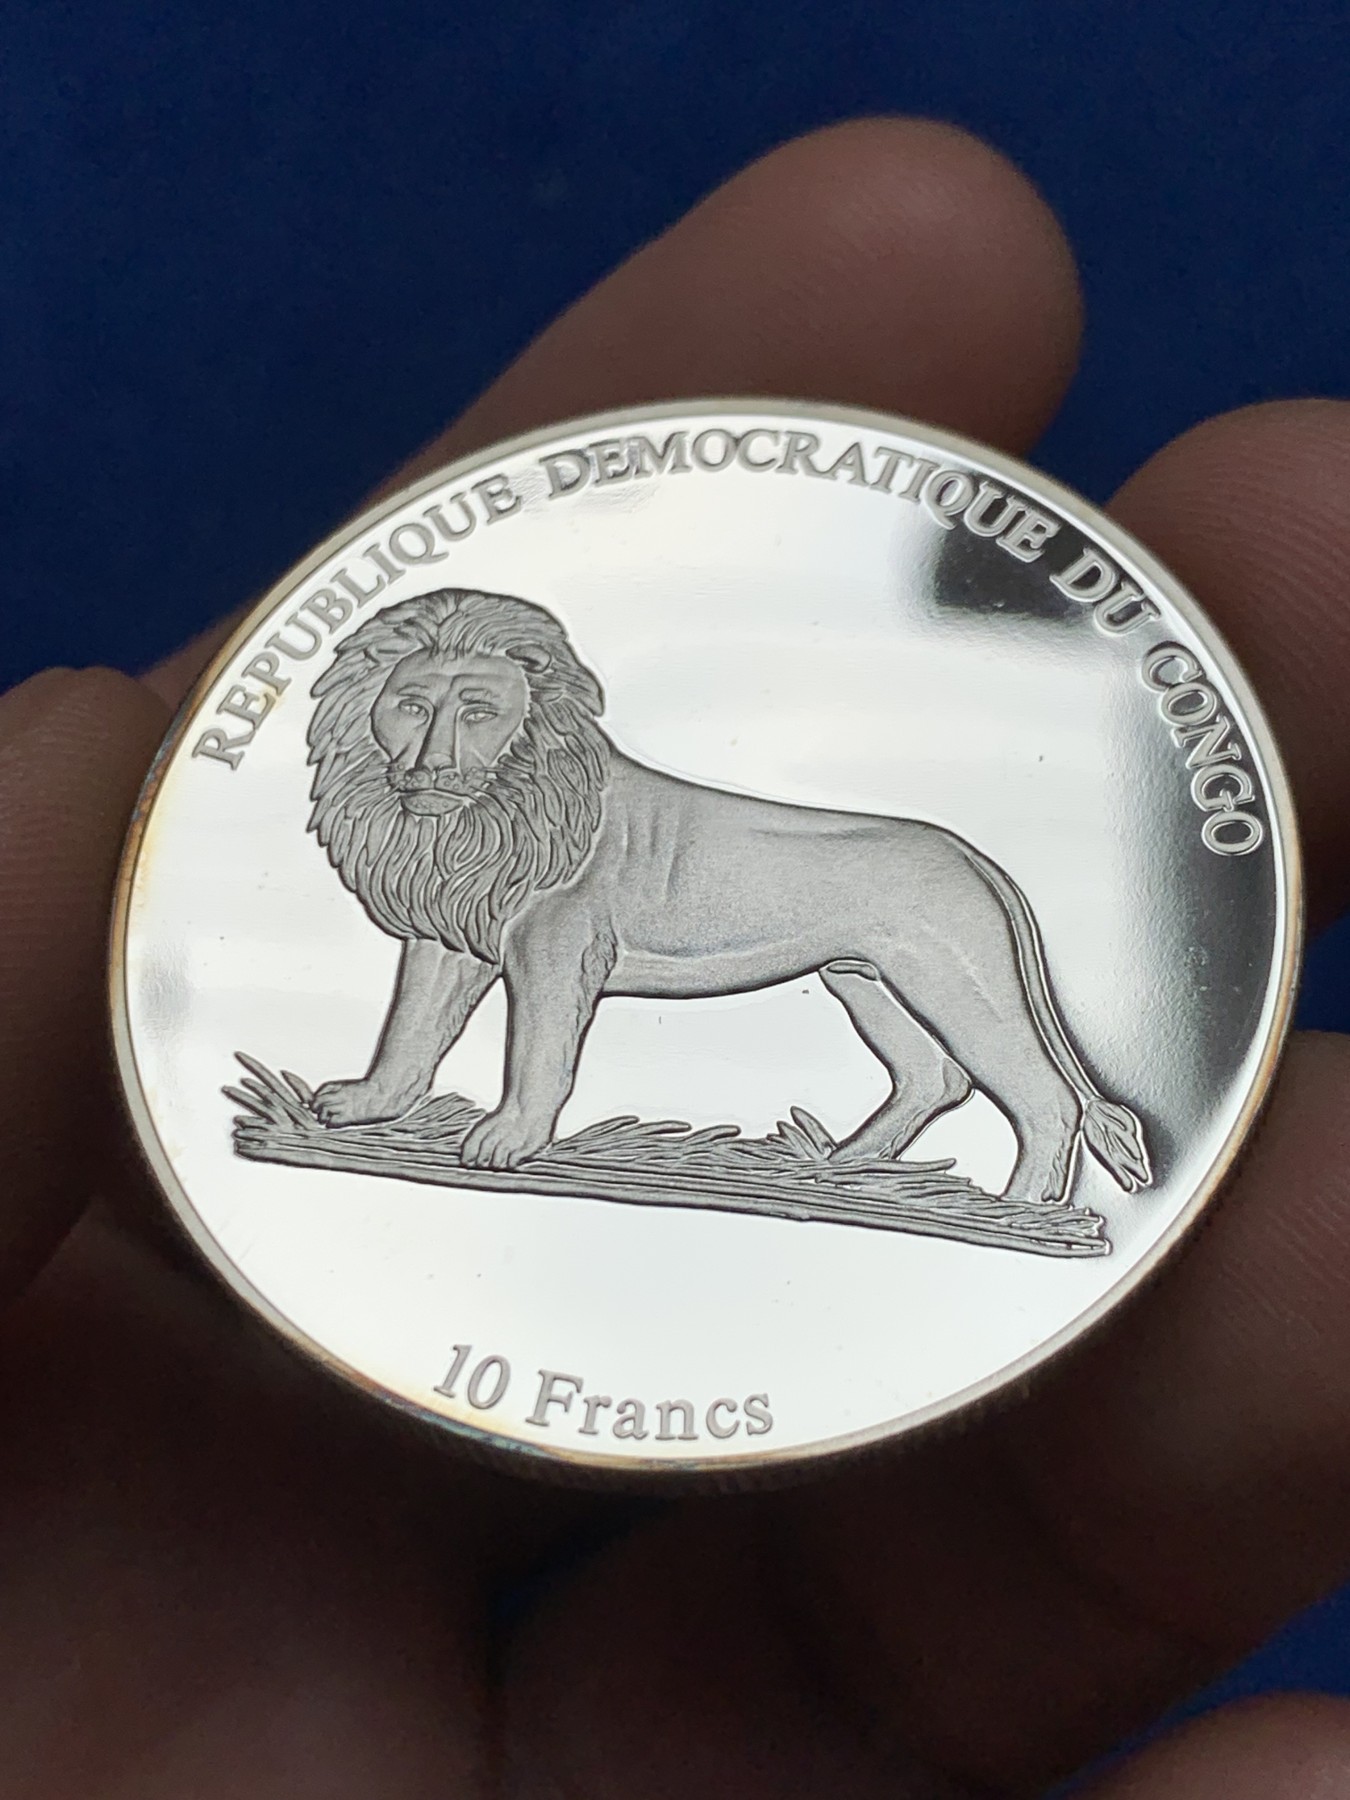 REPUBLIQUE DEMOCRATIQUE DU CONGO
10 Francs